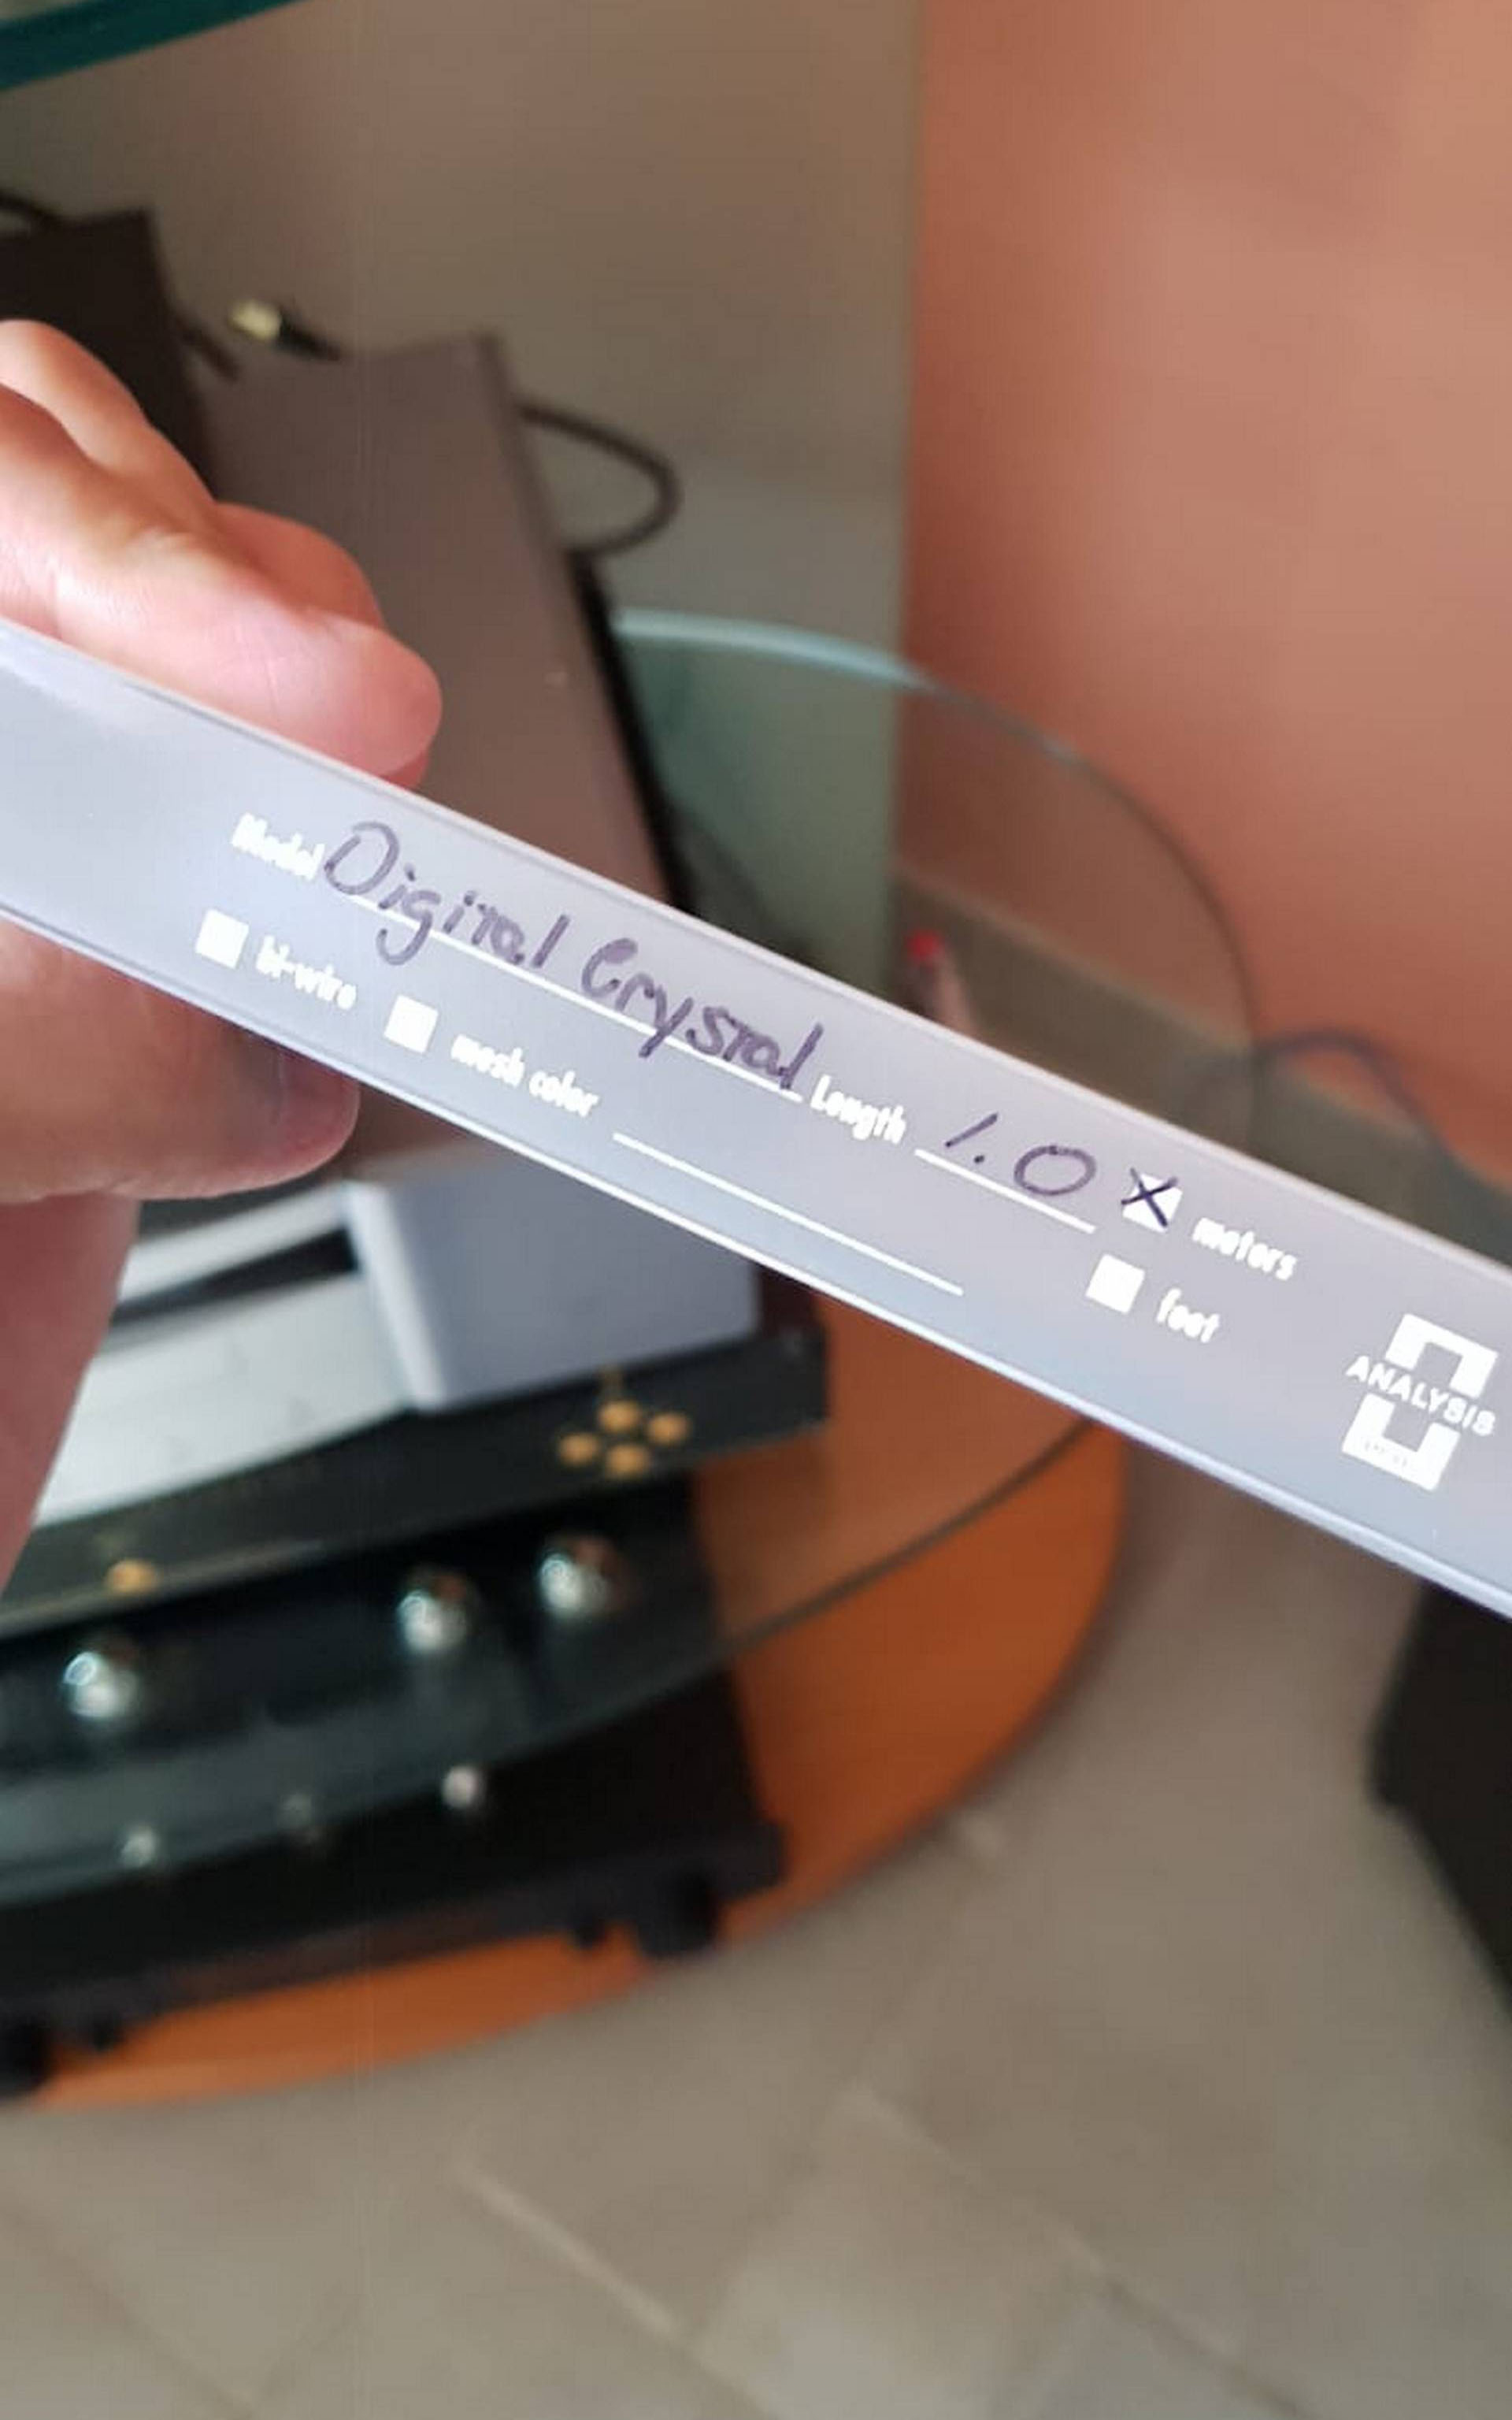 Model Digital Crystal Length 1.0 X meters
bi-wire mesh color feet
ANALYSIS